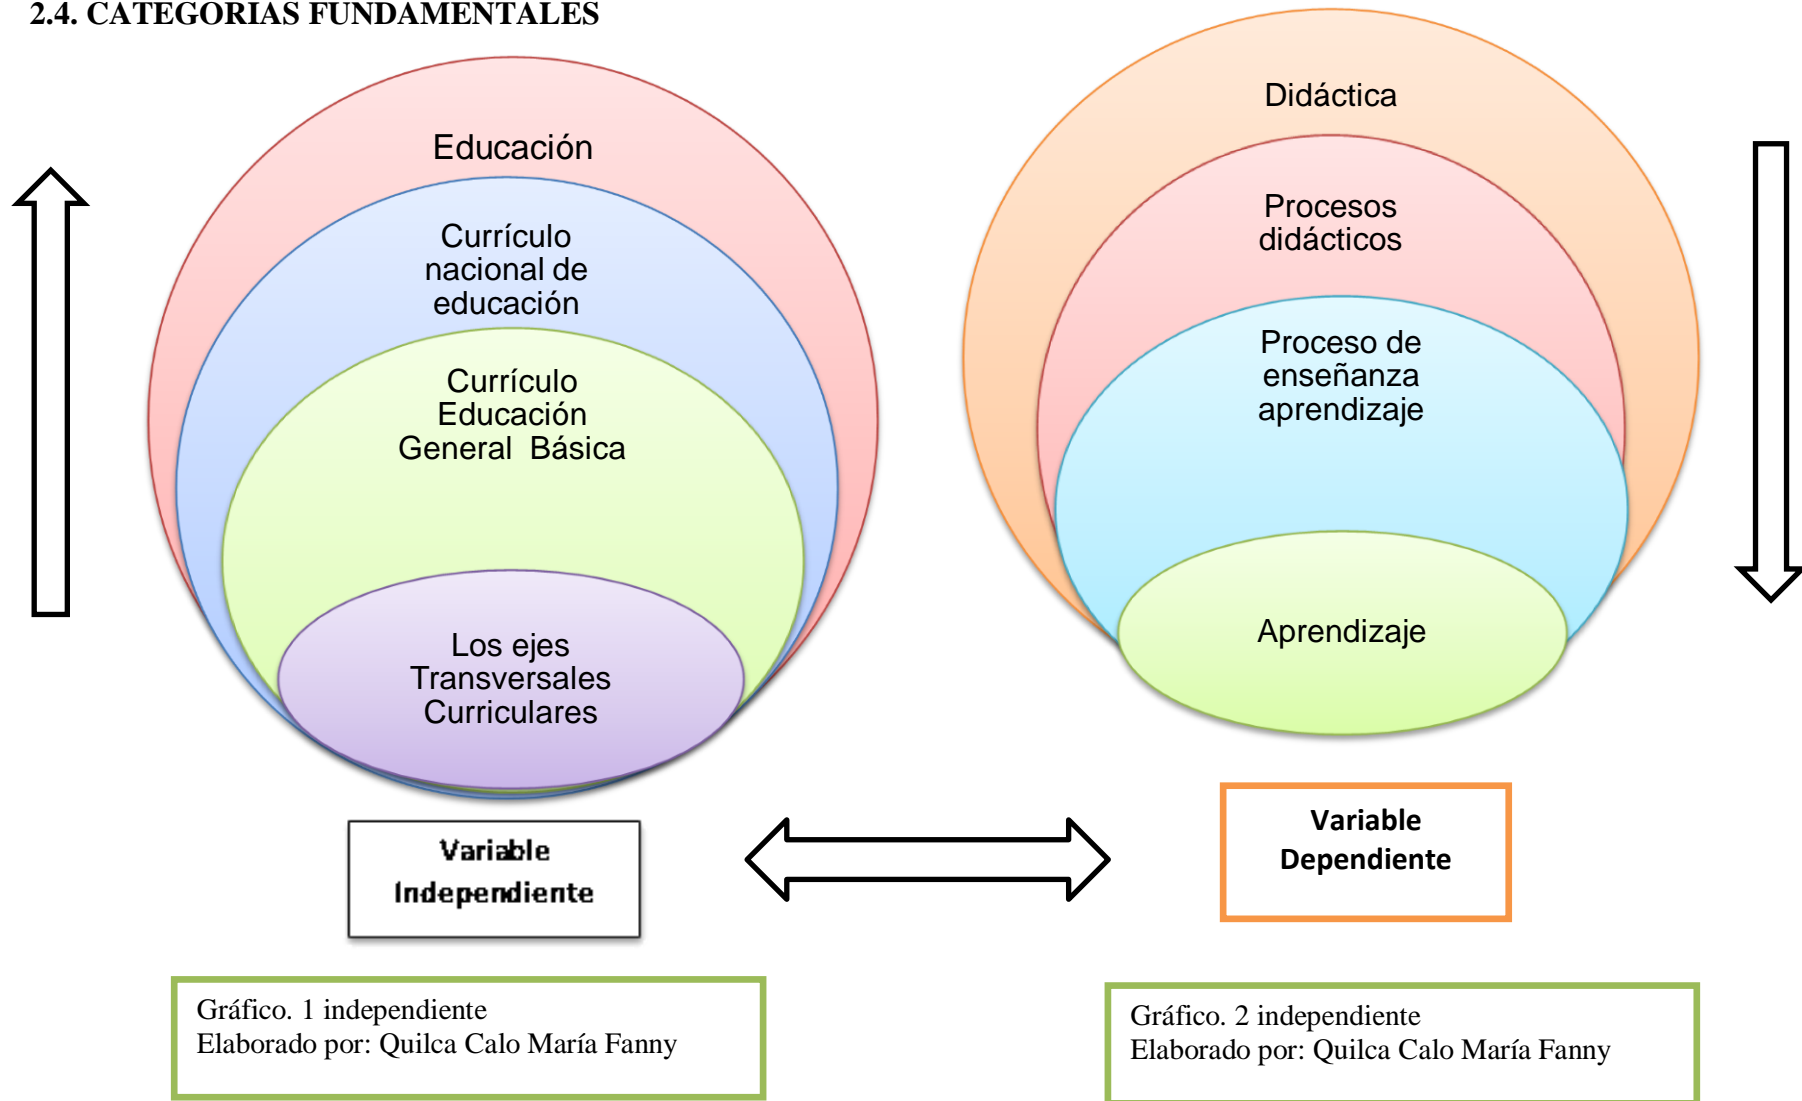 2.4. CATEGORIAS FUNDAMENTALES
Educación
Currículo
nacional de
educación
Currículo
Educación
General Básica
Los ejes
Transversales
Curriculares
Variable
Independiente
Gráfico. 1 independiente
Elaborado por: Quilca Calo María Fanny
Didáctica
Procesos
didácticos
Proceso de
enseñanza
aprendizaje
Aprendizaje
Variable
Dependiente
Gráfico. 2 independiente
Elaborado por: Quilca Calo María Fanny